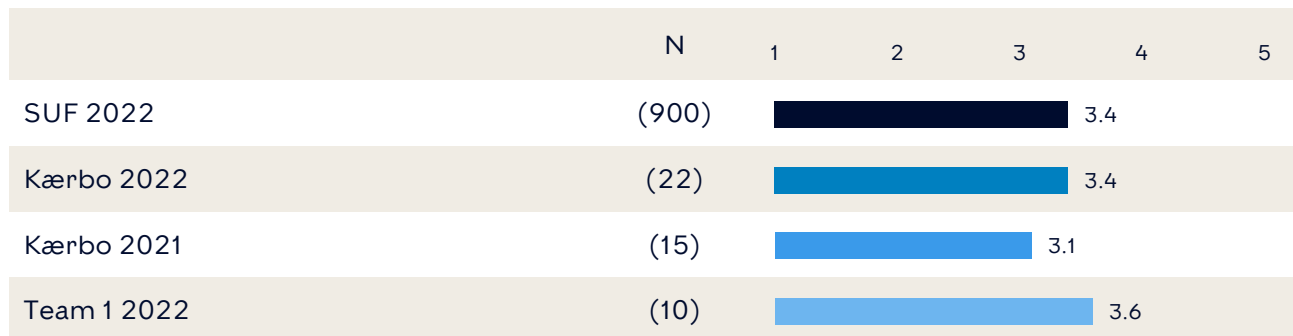 N 1 2 3 4 5
SUF 2022 (900) 3.4
Kærbo 2022 (22) 3.4
Kærbo 2021 (15) 3.1
Team 1 2022 (10) 3.6